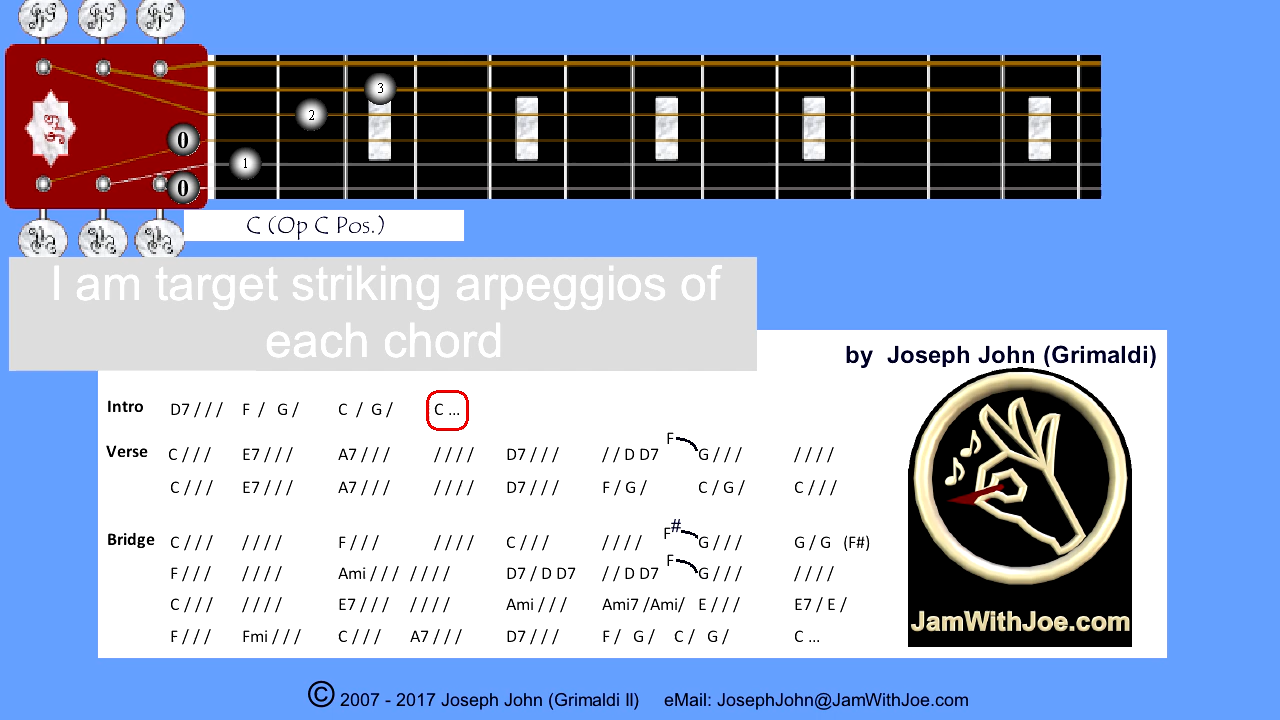 3
2
0
1
0
C (Op C Pos.)
I am target striking arpeggios of
each chord
by Joseph John (Grimaldi)
Intro D7 / / / F / G / C / G / C ...
Verse C / / / E7 / / / A7 / / / / / / / D7 / / / / / D D7 F G / / / / / / /
C / / / E7 / / / A7 / / / / / / / D7 / / / F / G / C / G / C / / /
Bridge C / / / / / / / F / / / / / / / C / / / / / / / F# G / / / G / G (F#)
F / / / / / / / Ami / / / / / / / D7 / D D7 / / D D7 F G / / / / / / /
C / / / / / / / E7 / / / / / / / Ami / / / Ami7 /Ami/ E / / / E7 / E /
F / / / Fmi / / / C / / / A7 / / / D7 / / / F / G / C / G / C ...
JamWithJoe.com
© 2007 - 2017 Joseph John (Grimaldi II) eMail: JosephJohn@JamWithJoe.com